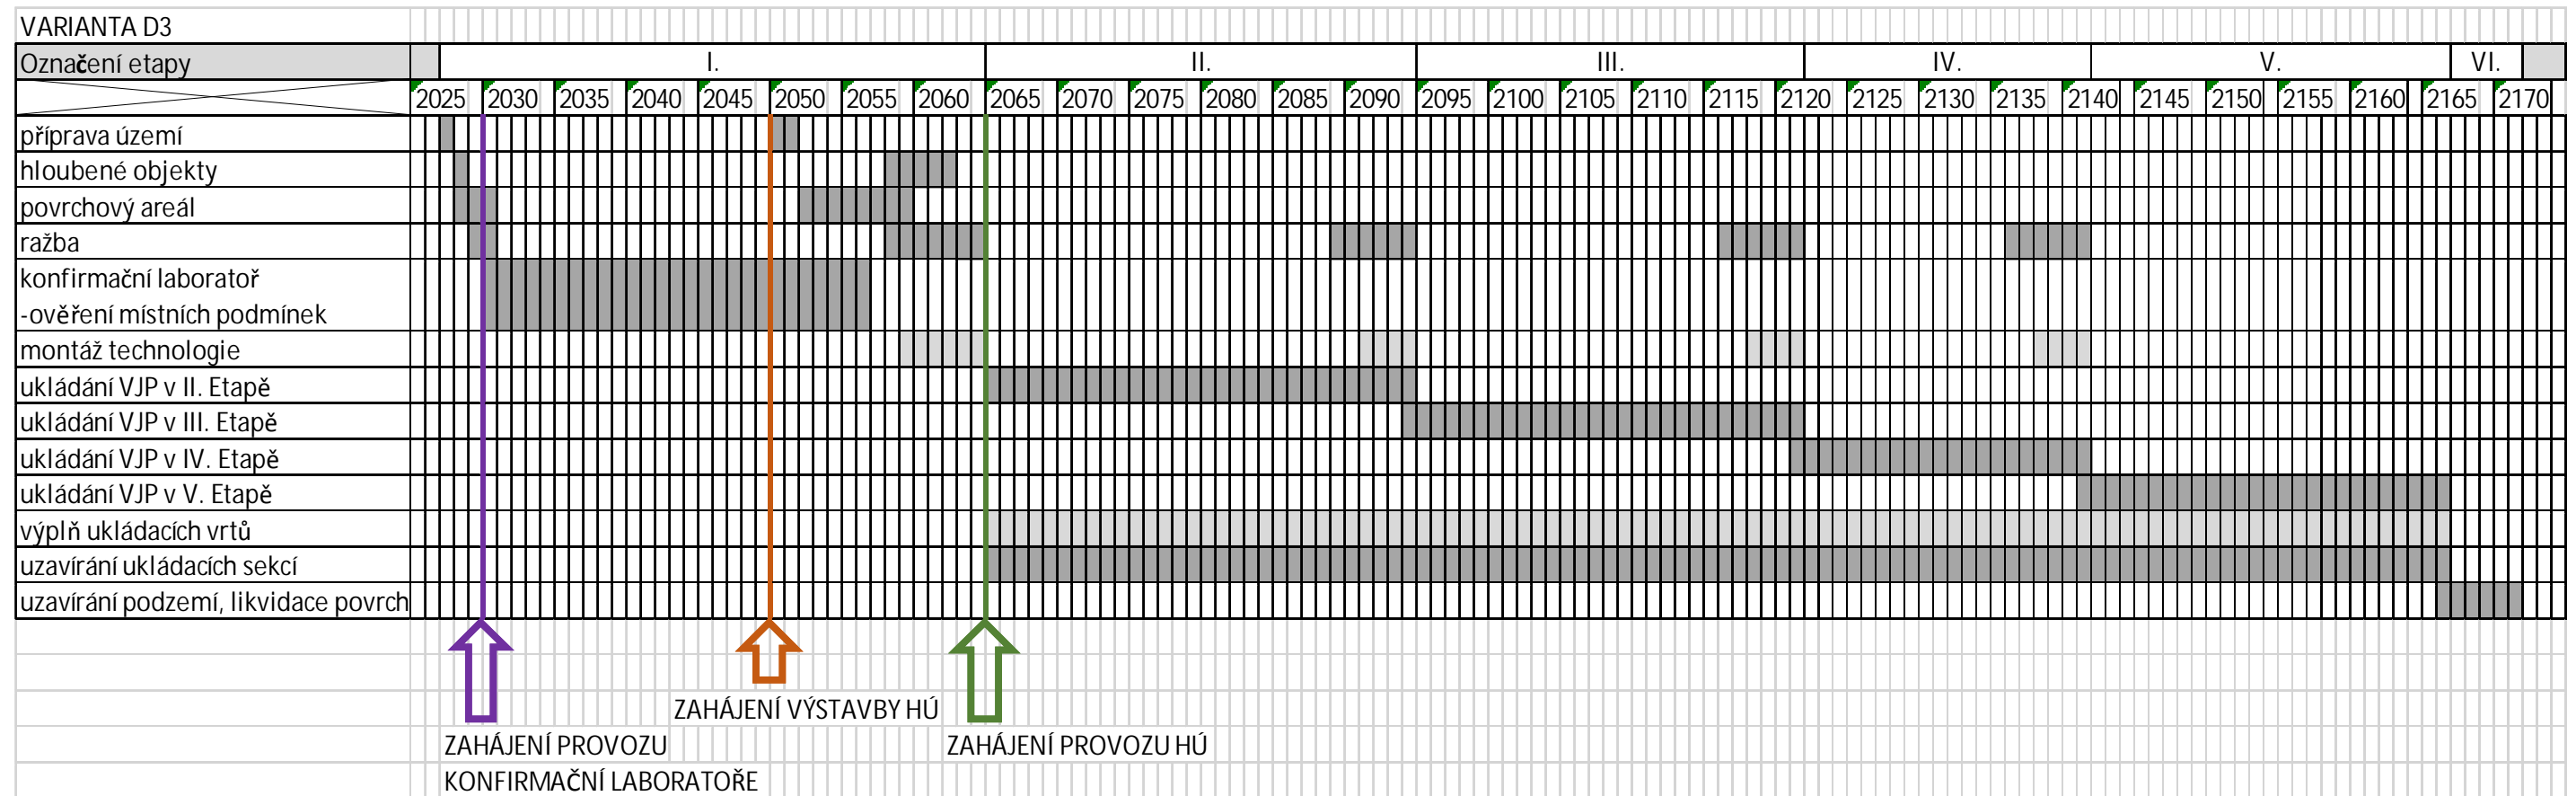 VARIANTA D3
Označení etapy I. II. III. IV. V. VI.
2025 2030 2035 2040 2045 2050 2055 2060 2065 2070 2075 2080 2085 2090 2095 2100 2105 2110 2115 2120 2125 2130 2135 2140 2145 2150 2155 2160 2165 2170
příprava území
hloubené objekty
povrchový areál
ražba
konfirmační laboratoř
-ověření místních podmínek
montáž technologie
ukládání VJP v II. Etapě
ukládání VJP v III. Etapě
ukládání VJP v IV. Etapě
ukládání VJP v V. Etapě
výplň ukládacích vrtů
uzavírání ukládacích sekcí
uzavírání podzemí, likvidace povrch
ZAHÁJENÍ VÝSTAVBY HÚ
ZAHÁJENÍ PROVOZU
KONFIRMAČNÍ LABORATOŘE
ZAHÁJENÍ PROVOZU HÚ